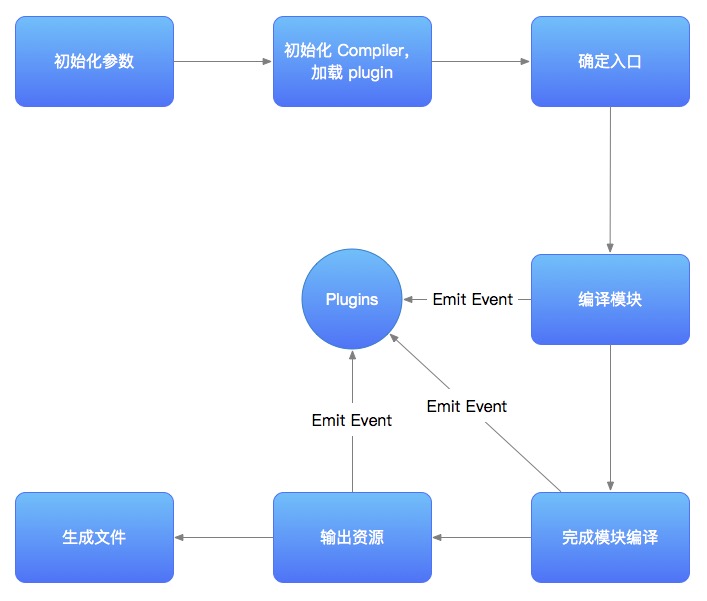 初始化参数
初始化 Compiler,
加载 plugin
确定入口
Plugins
Emit Event
编译模块
Emit Event
Emit Event
生成文件
输出资源
完成模块编译